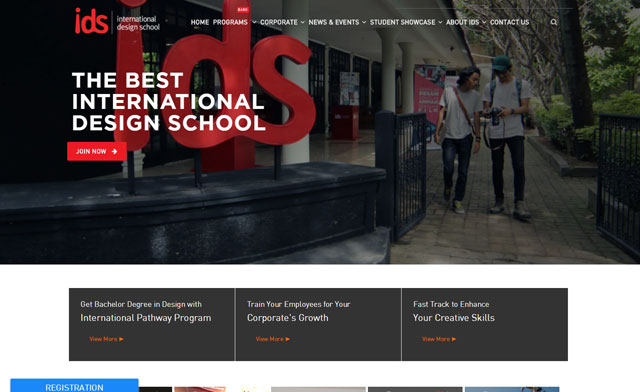 ids
international
design school
HOME
PROGRAMS
CORPORATE
NEWS & EVENTS
STUDENT SHOWCASE
ABOUT IDS
CONTACT US
ids
THE BEST
INTERNATIONAL
DESIGN SCHOOL
JOIN NOW
Get Bachelor Degree in Design with
International Pathway Program
View More
Train Your Employees for Your
Corporate's Growth
View More
Fast Track to Enhance
Your Creative Skills
View More
REGISTRATION